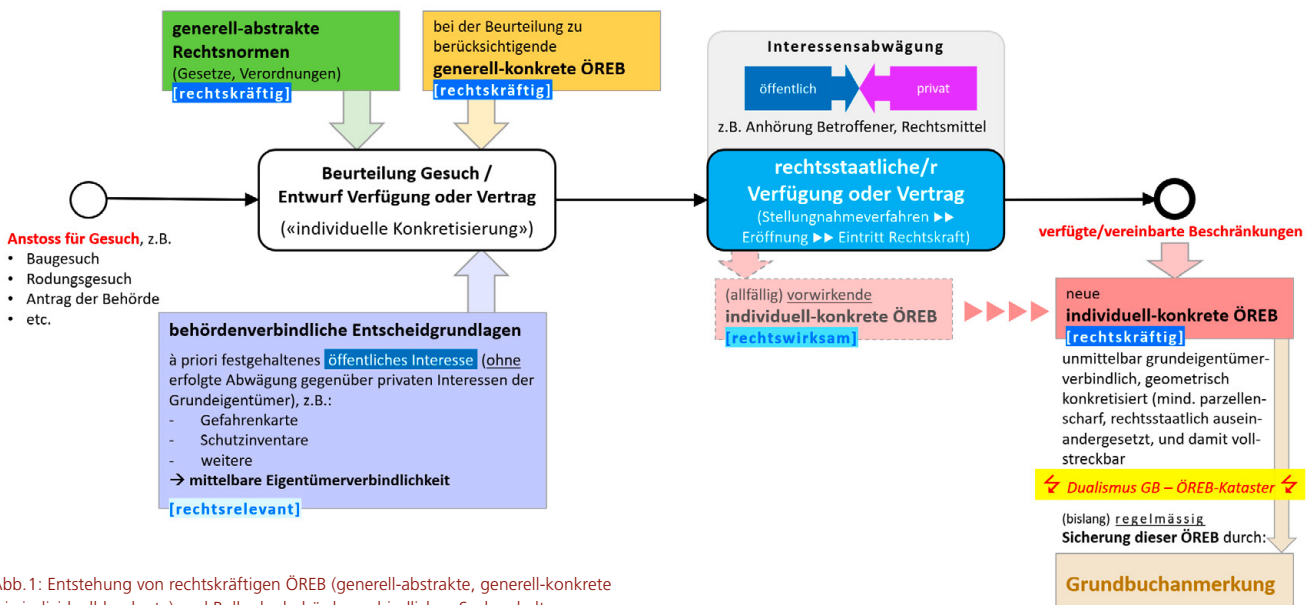 generell-abstrakte
Rechtsnormen
(Gesetze, Verordnungen)
[rechtskräftig]
bei der Beurteilung zu
berücksichtigende
generell-konkrete ÖREB
[rechtskräftig]
Interessensabwägung
öffentlich
privat
z.B. Anhörung Betroffener, Rechtsmittel
Beurteilung Gesuch /
Entwurf Verfügung oder Vertrag
(«individuelle Konkretisierung»)
rechtsstaatliche/r
Verfügung oder Vertrag
(Stellungnahmeverfahren ►►
Eröffnung ►► Eintritt Rechtskraft)
Anstoss für Gesuch, z.B.
• Baugesuch
• Rodungsgesuch
• Antrag der Behörde
• etc.
verfügte/vereinbarte Beschränkungen
behördenverbindliche Entscheidgrundlagen
à priori festgehaltenes öffentliches Interesse (ohne
erfolgte Abwägung gegenüber privaten Interessen der
Grundeigentümer), z.B.:
- Gefahrenkarte
- Schutzinventare
- weitere
→ mittelbare Eigentümerverbindlichkeit
[rechtsrelevant]
(allfällig) vorwirkende
individuell-konkrete ÖREB
[rechtswirksam]
neue
individuell-konkrete ÖREB
[rechtskräftig]
unmittelbar grundeigentümer-
verbindlich, geometrisch
konkretisiert (mind. parzellen-
scharf, rechtsstaatlich ausein-
andergesetzt, und damit voll-
streckbar
Dualismus GB – ÖREB-Kataster
(bislang) regelmässig
Sicherung dieser ÖREB durch:
Grundbuchanmerkung
Abb.1: Entstehung von rechtskräftigen ÖREB (generell-abstrakte, generell-konkrete